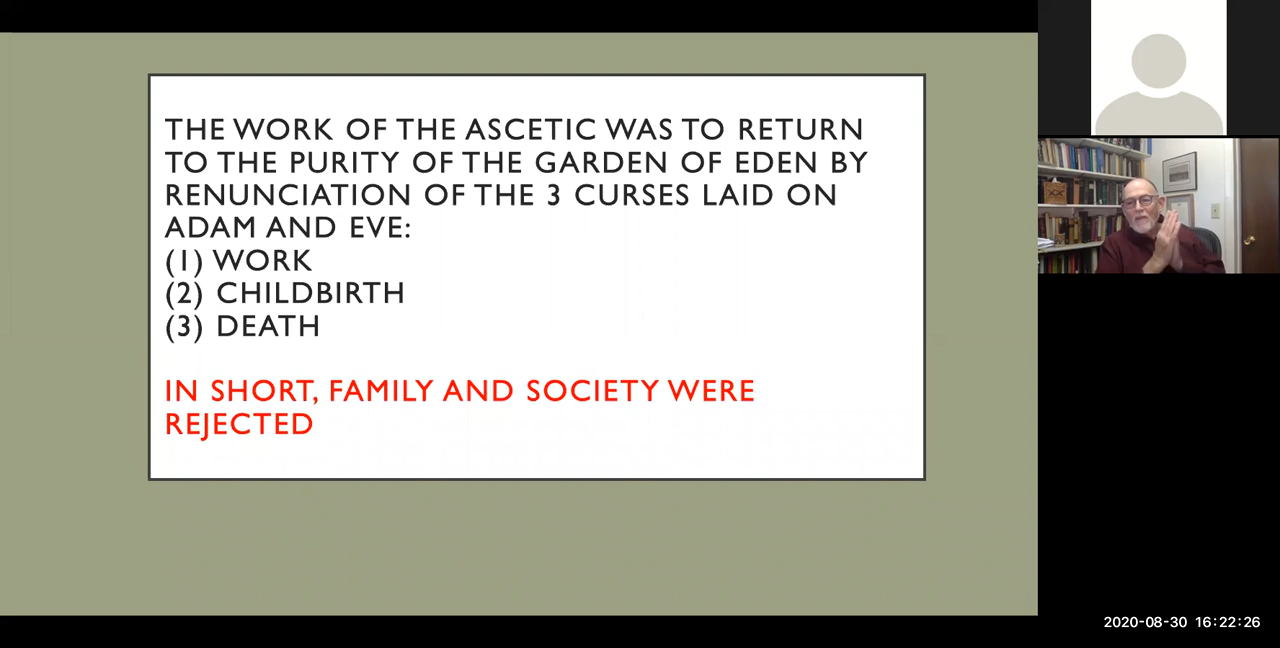 THE WORK OF THE ASCETIC WAS TO RETURN
TO THE PURITY OF THE GARDEN OF EDEN BY
RENUNCIATION OF THE 3 CURSES LAID ON
ADAM AND EVE:
(1) WORK
(2) CHILDBIRTH
(3) DEATH
IN SHORT, FAMILY AND SOCIETY WERE
REJECTED
2020-08-30 16:22:26